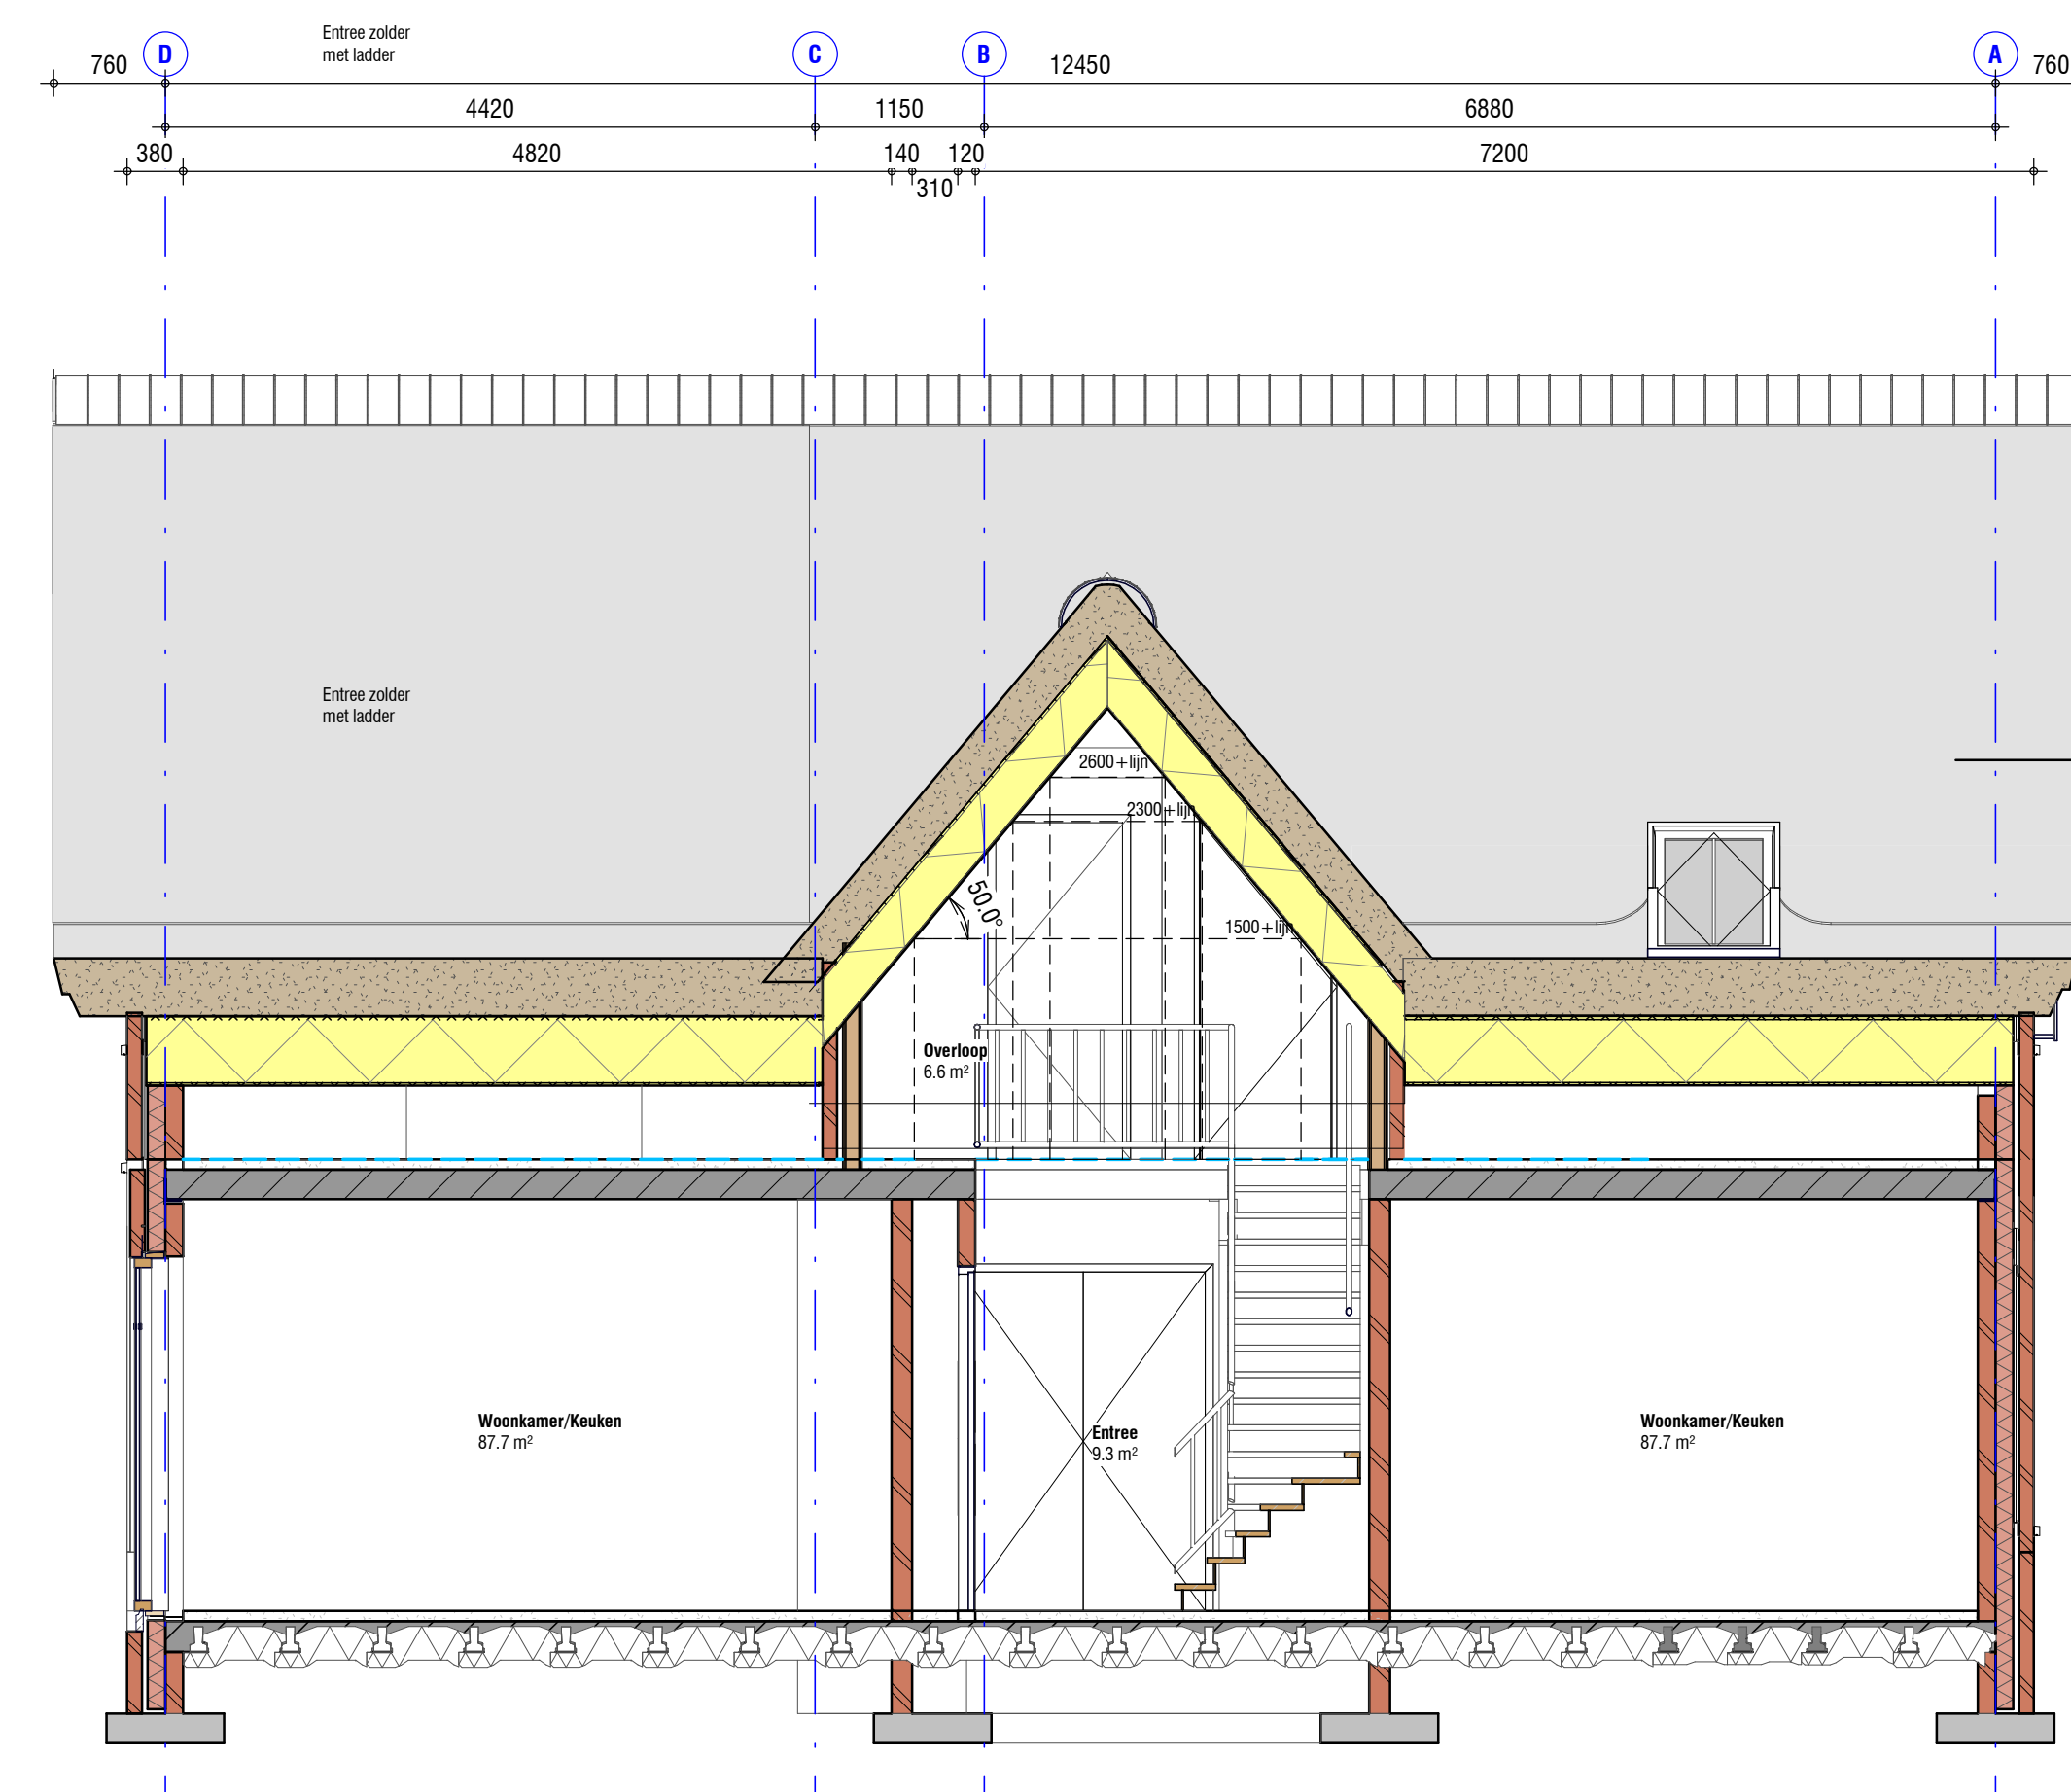 Entree zolder
met ladder
D
C
B
A
760
12450
760
4420
1150
6880
380
4820
140
120
7200
310
Entree zolder
met ladder
2600+lijn
2300+lijn
50.0°
1500+lijn
Overloop
6.6 m²
Woonkamer/Keuken
87.7 m²
Entree
9.3 m²
Woonkamer/Keuken
87.7 m²